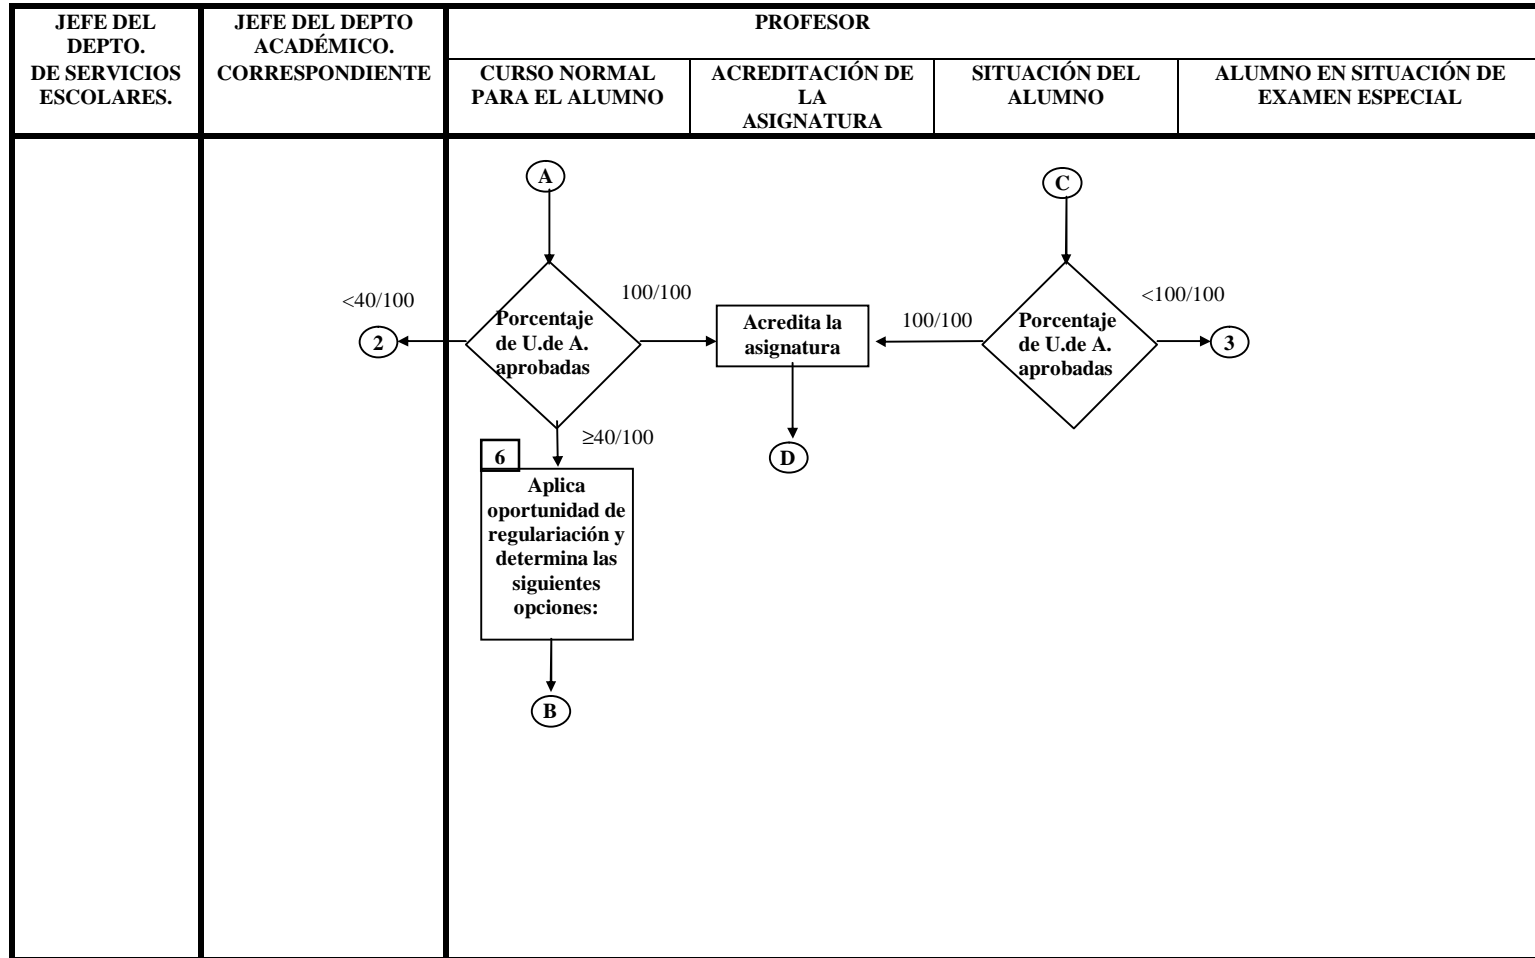 JEFE DEL
DEPTO.
DE SERVICIOS
ESCOLARES.
JEFE DEL DEPTO
ACADÉMICO.
CORRESPONDIENTE
PROFESOR
CURSO NORMAL
PARA EL ALUMNO
ACREDITACIÓN DE
LA
ASIGNATURA
SITUACIÓN DEL
ALUMNO
ALUMNO EN SITUACIÓN DE
EXAMEN ESPECIAL
A
C
<40/100
100/100
2
Porcentaje
de U.de A.
aprobadas
Acredita la
asignatura
100/100
Porcentaje
de U.de A.
aprobadas
<100/100
3
≥40/100
D
6
Aplica
oportunidad de
regulariación y
determina las
siguientes
opciones:
B